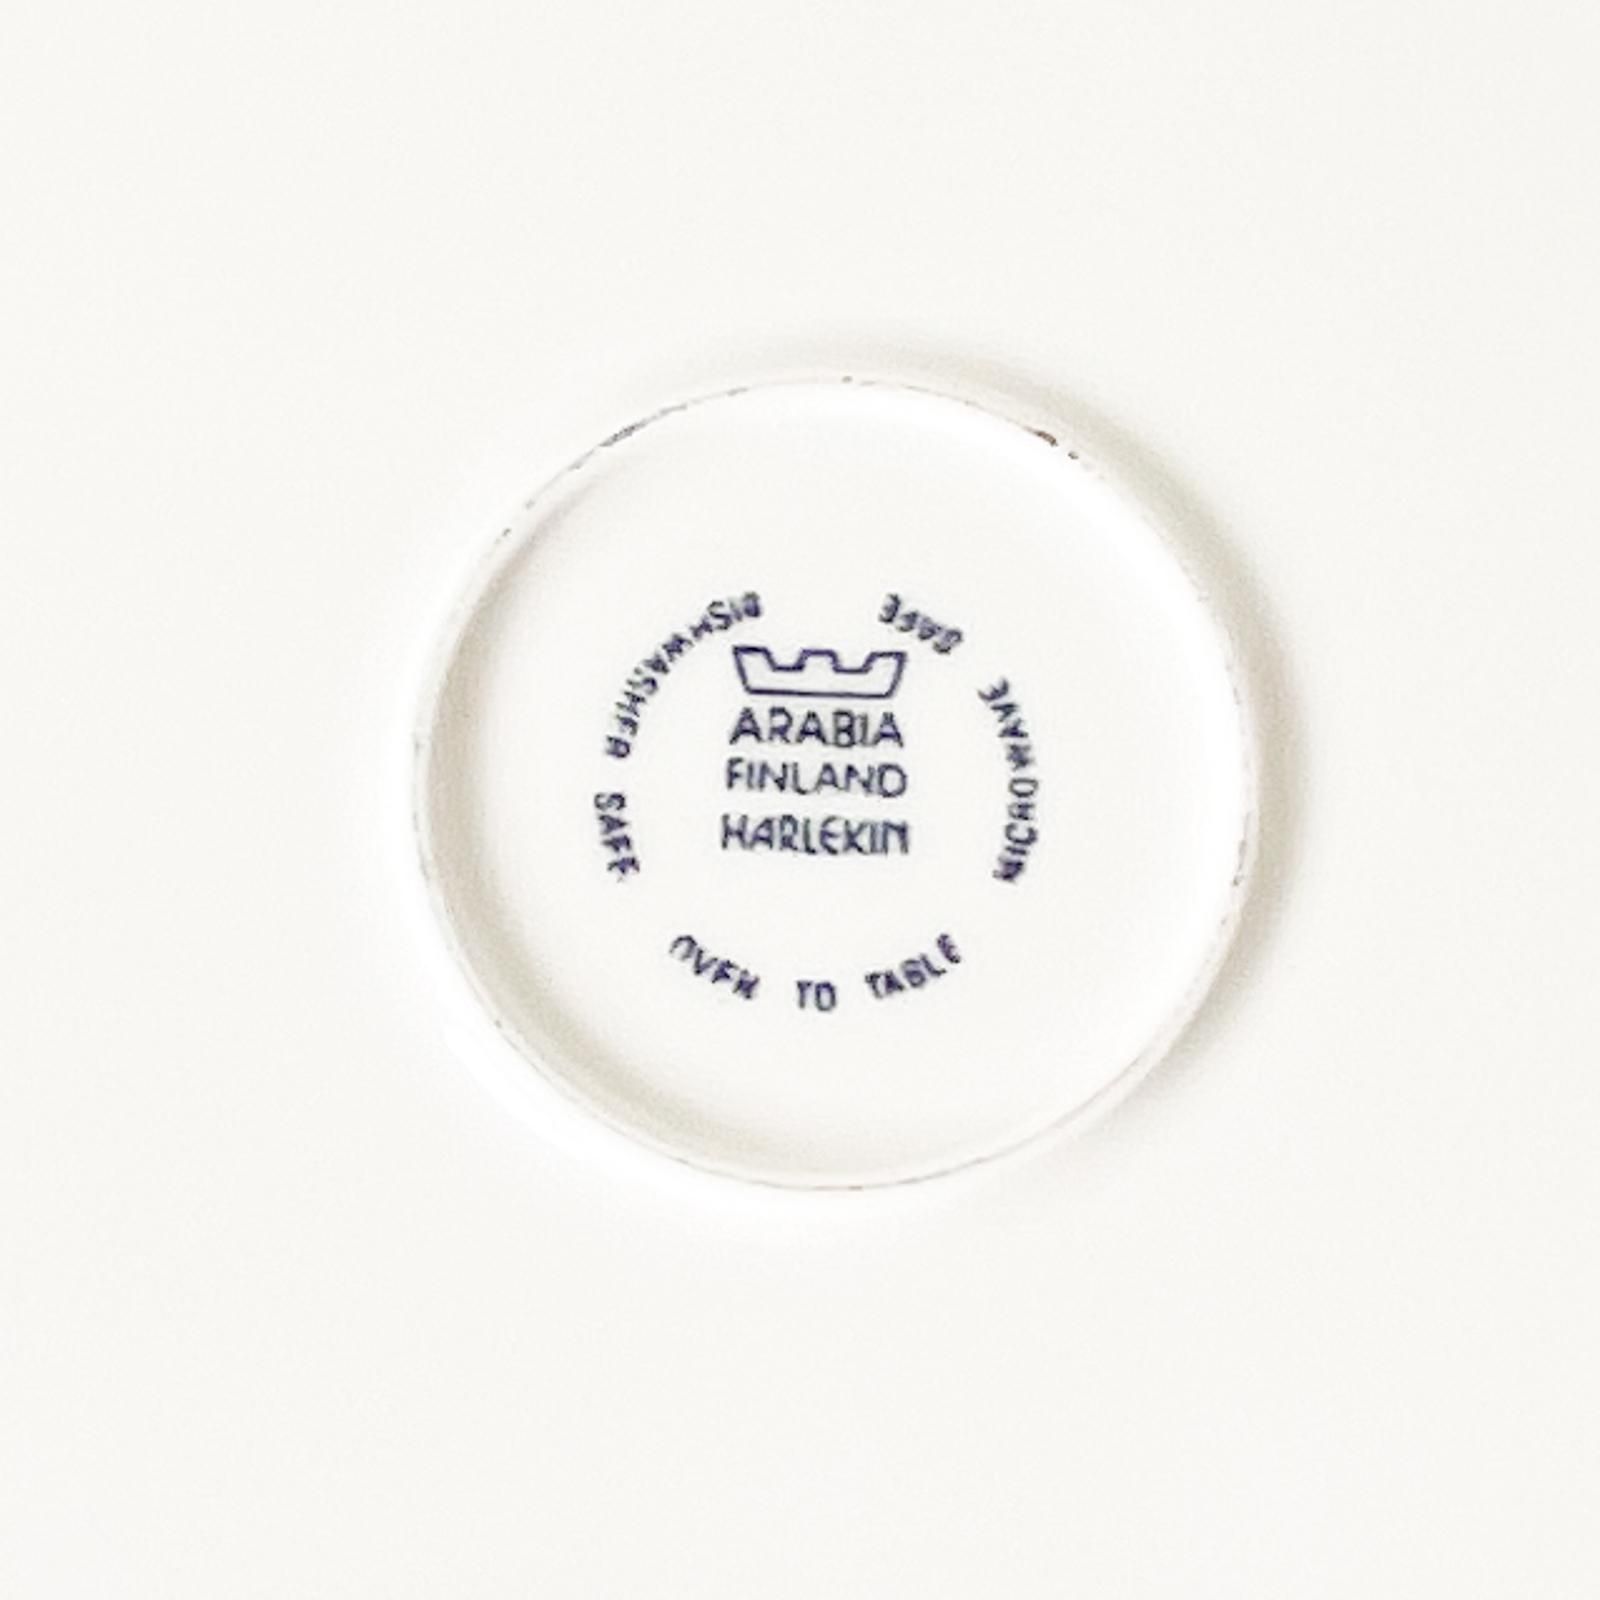 ARABIA
FINLAND
HARLEKIN
DISHWASHER SAFE
OVEN TO TABLE
MICROWAVE SAFE